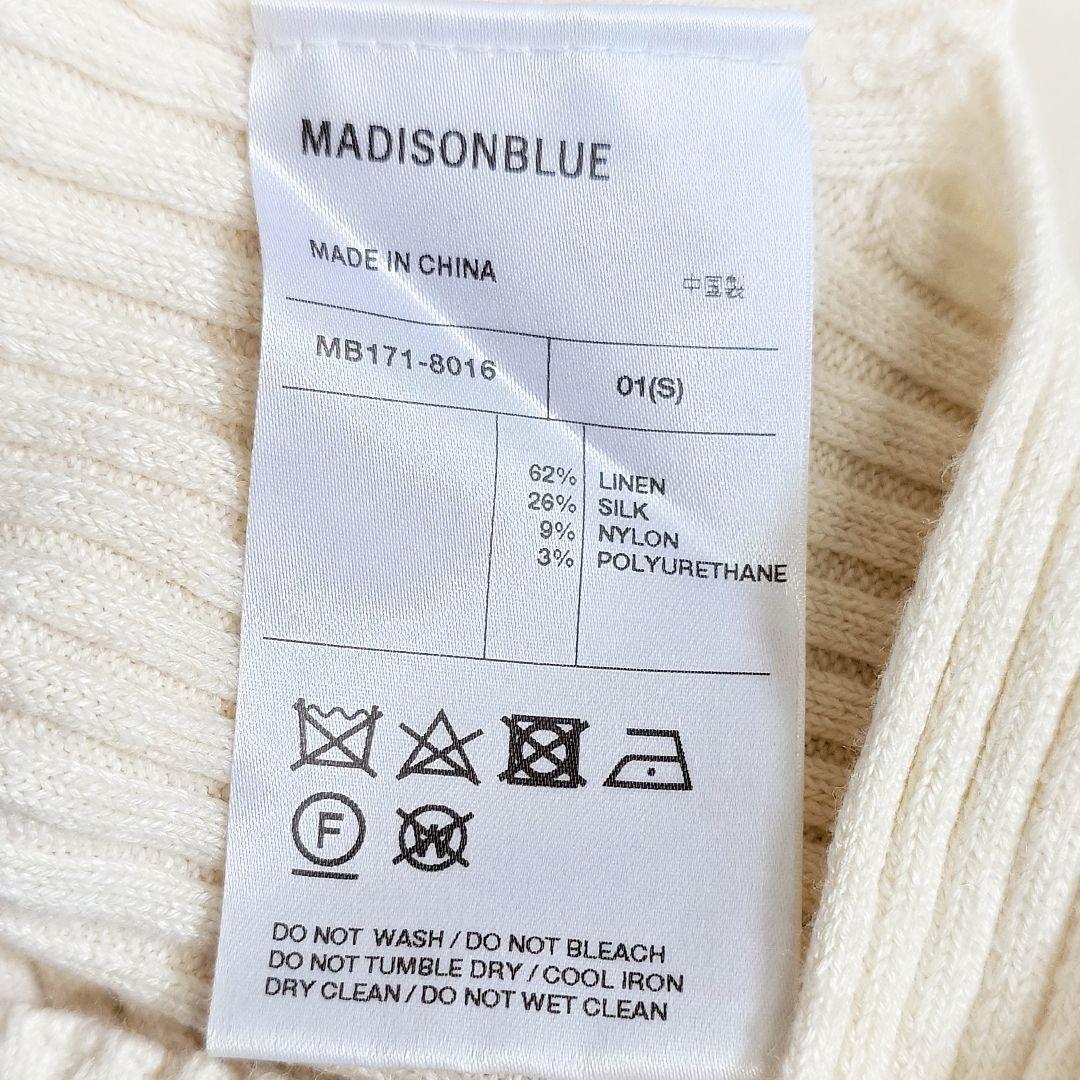 MADISONBLUE
MADE IN CHINA 中国製
MB171-8016 01(S)
62% LINEN
26% SILK
9% NYLON
3% POLYURETHANE
F W
DO NOT WASH / DO NOT BLEACH
DO NOT TUMBLE DRY / COOL IRON
DRY CLEAN / DO NOT WET CLEAN